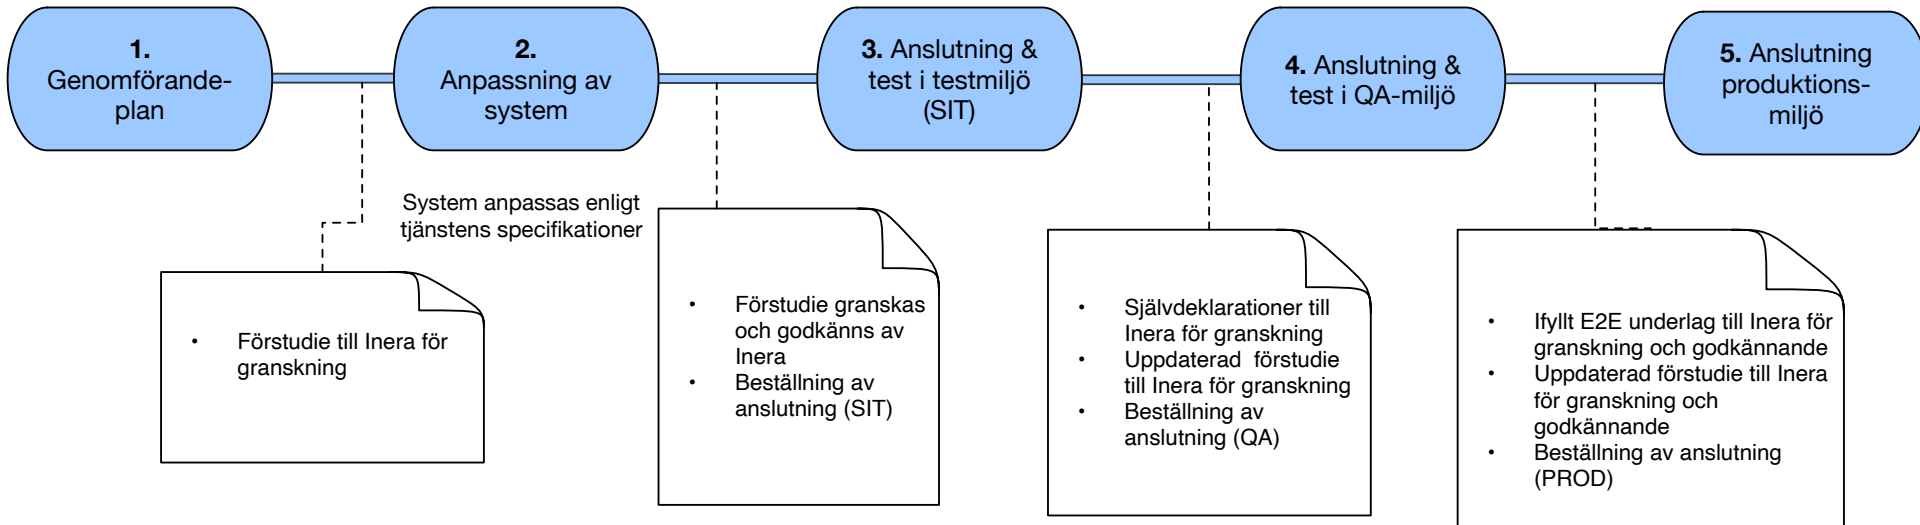 1.
Genomförande-
plan
2.
Anpassning av
system
3. Anslutning &
test i testmiljö
(SIT)
4. Anslutning &
test i QA-miljö
5. Anslutning
produktions-
miljö
System anpassas enligt
tjänstens specifikationer
• Förstudie till Inera för
granskning
• Förstudie granskas
och godkänns av
Inera
• Beställning av
anslutning (SIT)
• Självdeklarationer till
Inera för granskning
• Uppdaterad förstudie
till Inera för granskning
• Beställning av
anslutning (QA)
• Ifyllt E2E underlag till Inera för
granskning och godkännande
• Uppdaterad förstudie till Inera
för granskning och
godkännande
• Beställning av anslutning
(PROD)